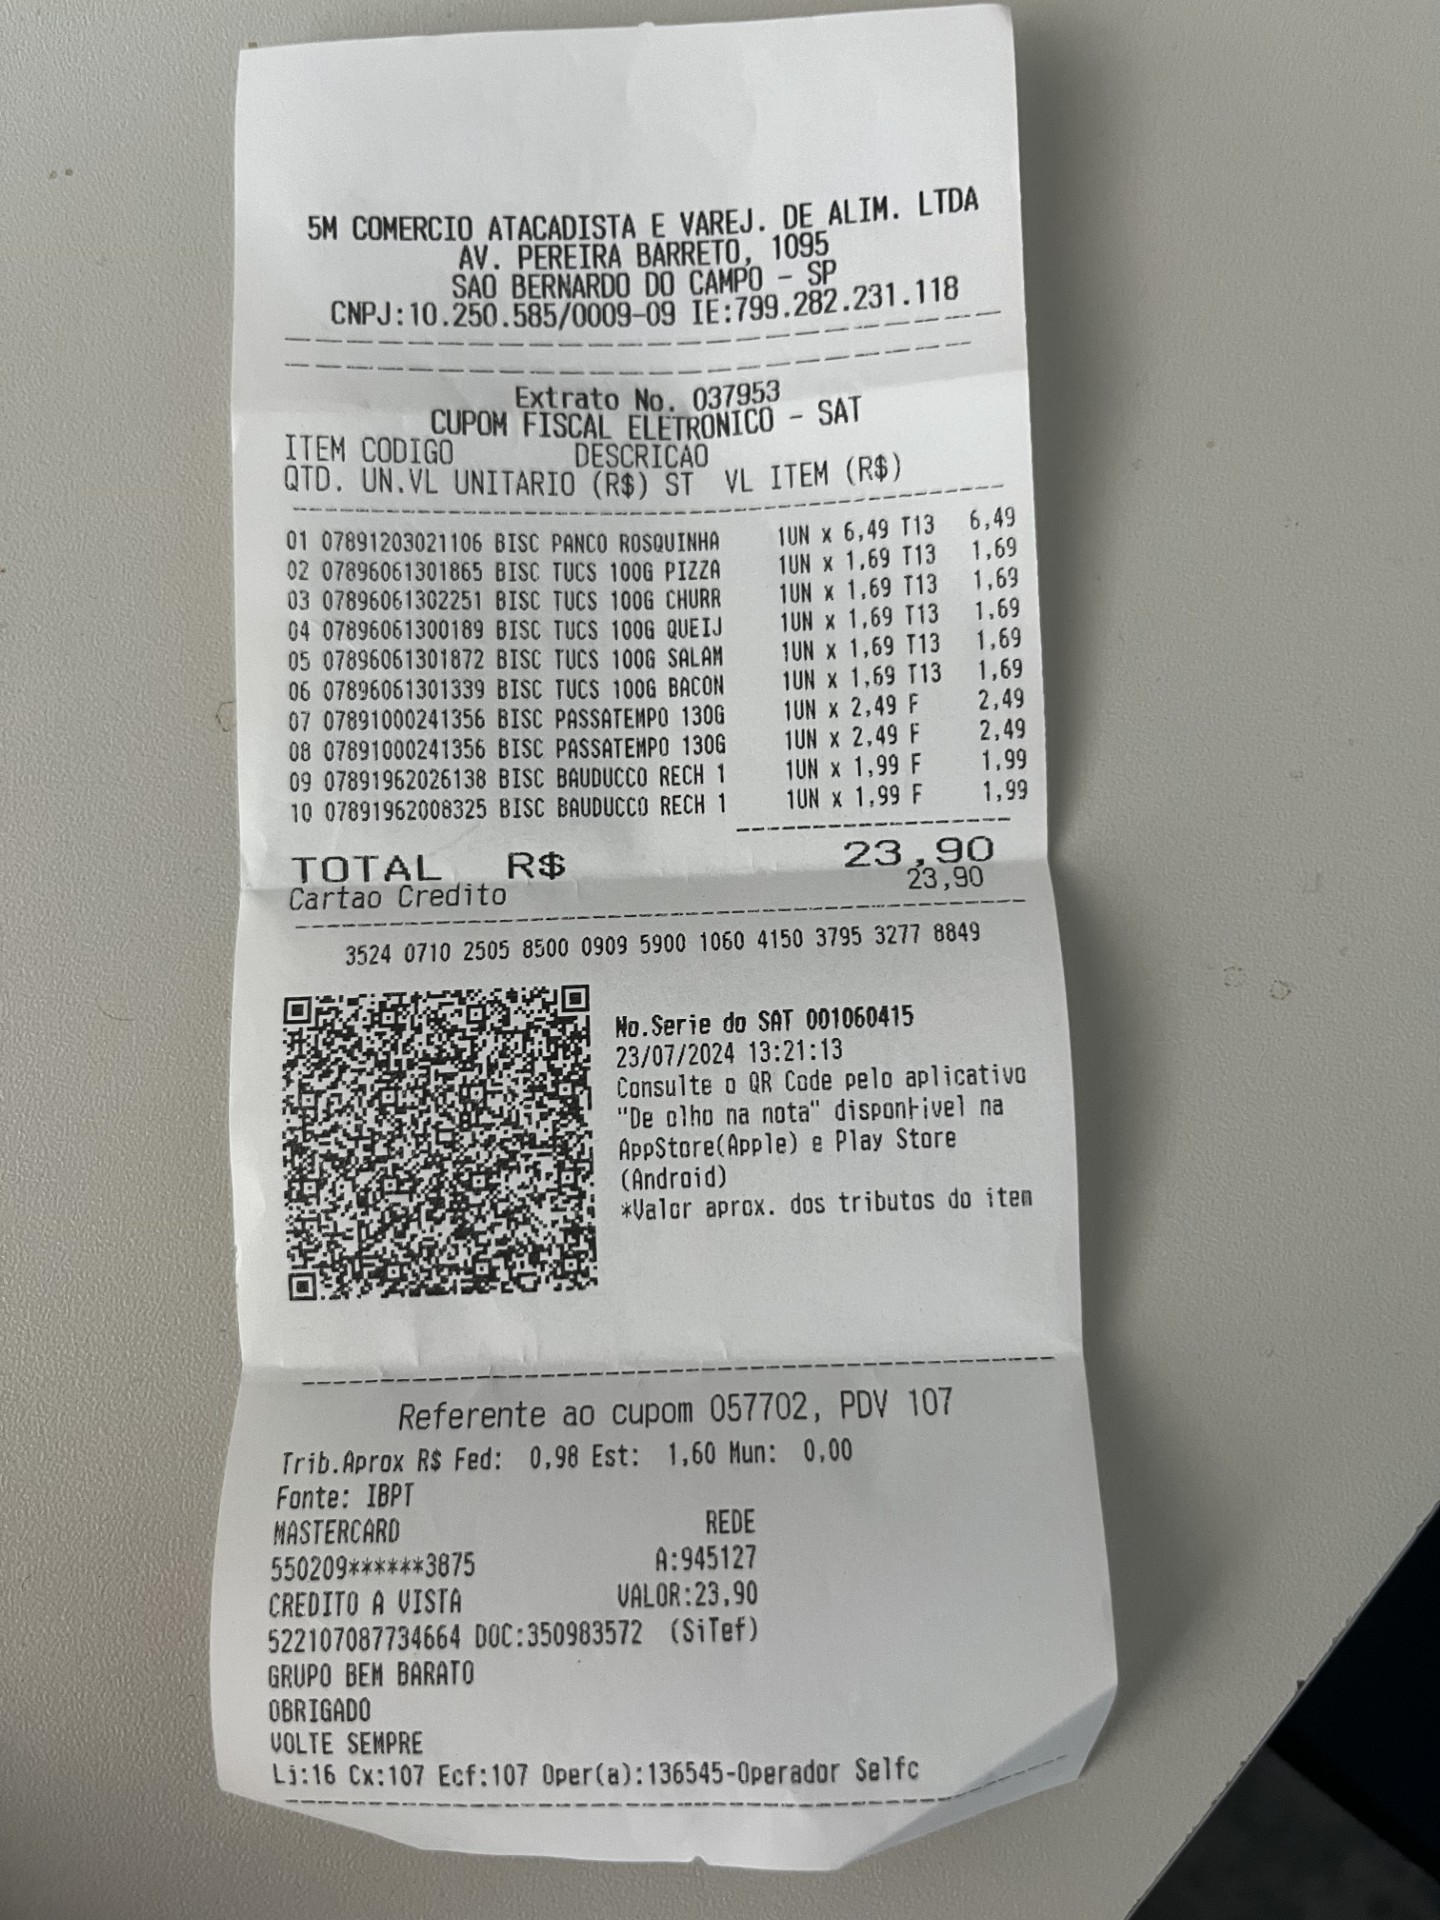 5M COMERCIO ATACADISTA E VAREJ. DE ALIM. LTDA
AV. PEREIRA BARRETO, 1095
SAO BERNARDO DO CAMPO - SP
CNPJ:10.250.585/0009-09 IE:799.282.231.118
Extrato No. 037953
CUPOM FISCAL ELETRONICO - SAT
ITEM CODIGO DESCRICAO
QTD. UN.VL UNITARIO (R$) ST VL ITEM (R$)
01 07891203021106 BISC PANCO ROSQUINHA 1UN x 6,49 T13 6,49
02 07896061301865 BISC TUCS 100G PIZZA 1UN x 1,69 T13 1,69
03 07896061302251 BISC TUCS 100G CHURR 1UN x 1,69 T13 1,69
04 07896061300189 BISC TUCS 100G QUEIJ 1UN x 1,69 T13 1,69
05 07896061301872 BISC TUCS 100G SALAM 1UN x 1,69 T13 1,69
06 07896061301339 BISC TUCS 100G BACON 1UN x 1,69 T13 1,69
07 07891000241356 BISC PASSATEMPO 130G 1UN x 2,49 F 2,49
08 07891000241356 BISC PASSATEMPO 130G 1UN x 2,49 F 2,49
09 07891962026138 BISC BAUDUCCO RECH 1 1UN x 1,99 F 1,99
10 07891962008325 BISC BAUDUCCO RECH 1 1UN x 1,99 F 1,99
TOTAL R$ 23,90
Cartao Credito 23,90
3524 0710 2505 8500 0909 5900 1060 4150 3795 3277 8849
No.Serie do SAT 001060415
23/07/2024 13:21:13
Consulte o QR Code pelo aplicativo
"De olho na nota" disponível na
AppStore(Apple) e Play Store
(Android)
*Valor aprox. dos tributos do item
Referente ao cupom 057702, PDV 107
Trib.Aprox R$ Fed: 0,98 Est: 1,60 Mun: 0,00
Fonte: IBPT
MASTERCARD REDE
550209******3875 A:945127
CREDITO A VISTA VALOR:23,90
522107087734664 DOC:350983572 (SiTef)
GRUPO BEM BARATO
OBRIGADO
VOLTE SEMPRE
Lj:16 Cx:107 Ecf:107 Oper(a):136545-Operador Selfc